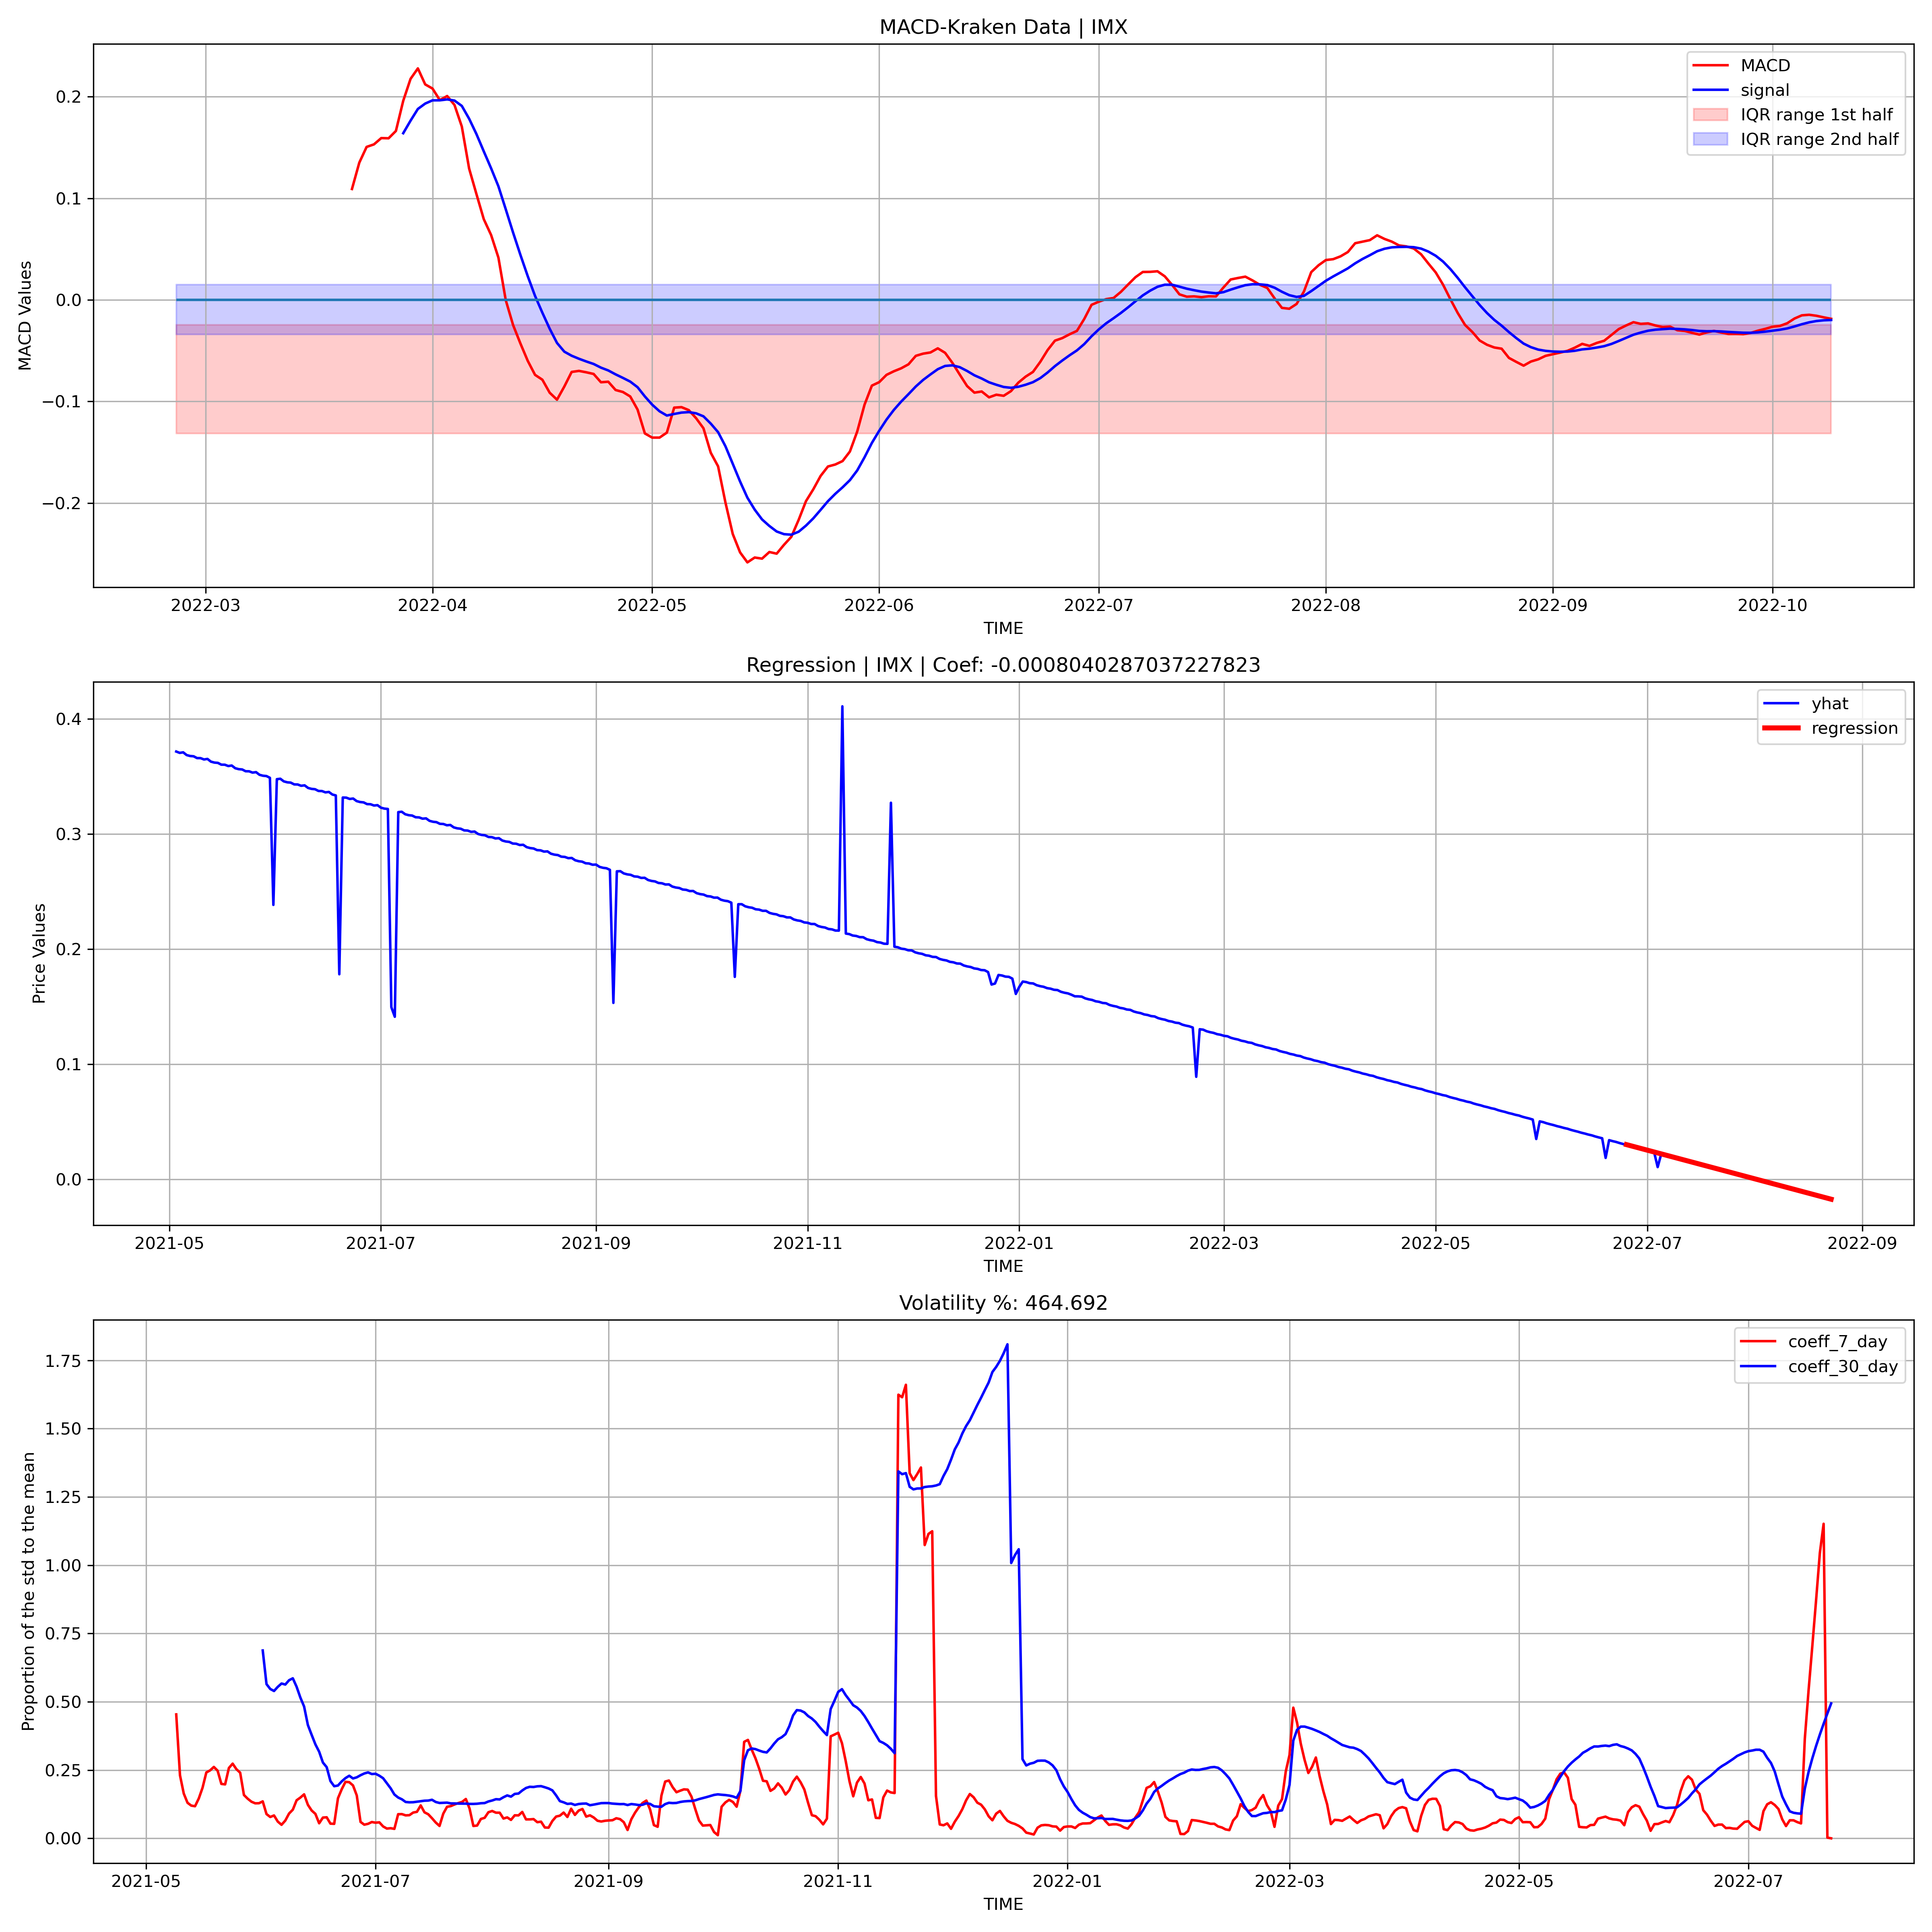 MACD-Kraken Data | IMX
MACD
signal
IQR range 1st half
IQR range 2nd half
0.2
0.1
0.0
−0.1
−0.2
MACD Values
2022-03 2022-04 2022-05 2022-06 2022-07 2022-08 2022-09 2022-10
TIME
Regression | IMX | Coef: -0.0008040287037227823
yhat
regression
0.4
0.3
0.2
0.1
0.0
Price Values
2021-05 2021-07 2021-09 2021-11 2022-01 2022-03 2022-05 2022-07 2022-09
TIME
Volatility %: 464.692
coeff_7_day
coeff_30_day
1.75
1.50
1.25
1.00
0.75
0.50
0.25
0.00
Proportion of the std to the mean
2021-05 2021-07 2021-09 2021-11 2022-01 2022-03 2022-05 2022-07
TIME